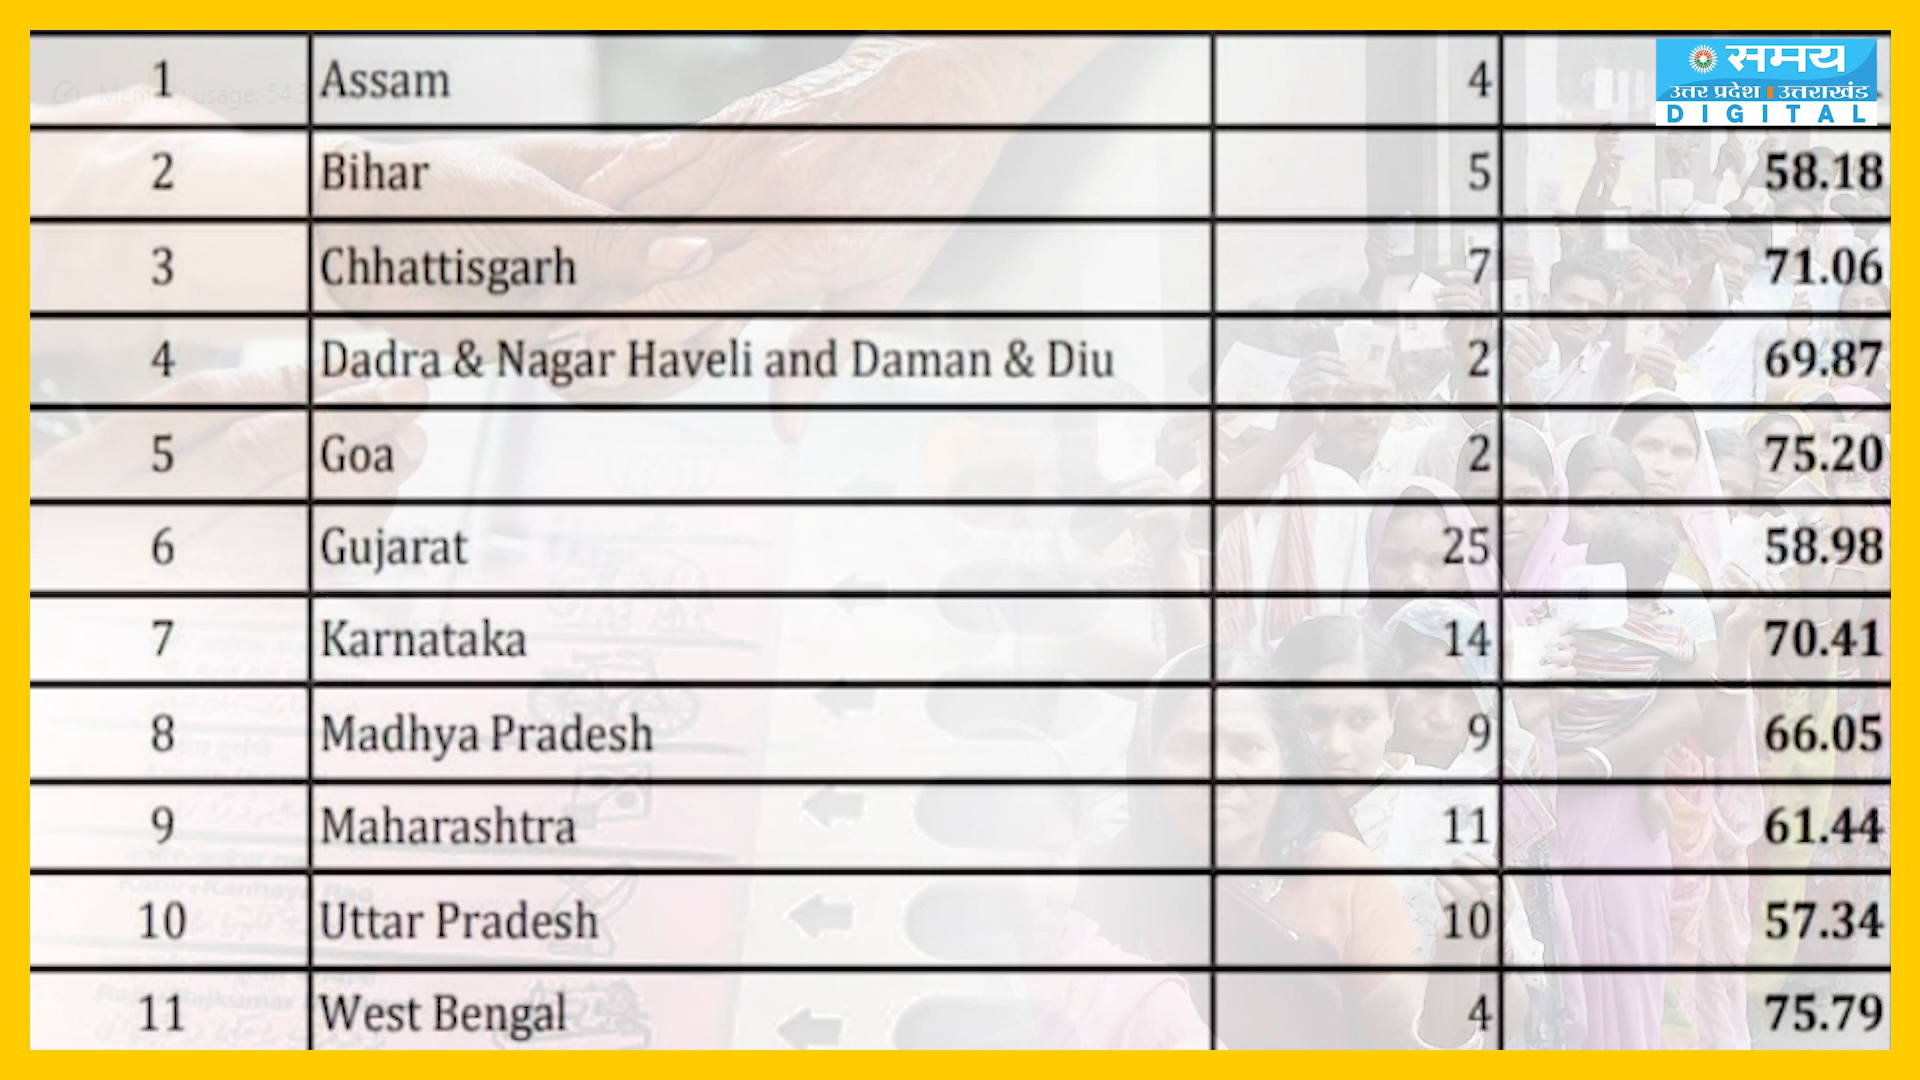 समय
उत्तर प्रदेश उत्तराखंड
DIGITAL
1 Assam 4
2 Bihar 5 58.18
3 Chhattisgarh 7 71.06
4 Dadra & Nagar Haveli and Daman & Diu 2 69.87
5 Goa 2 75.20
6 Gujarat 25 58.98
7 Karnataka 14 70.41
8 Madhya Pradesh 9 66.05
9 Maharashtra 11 61.44
10 Uttar Pradesh 10 57.34
11 West Bengal 4 75.79